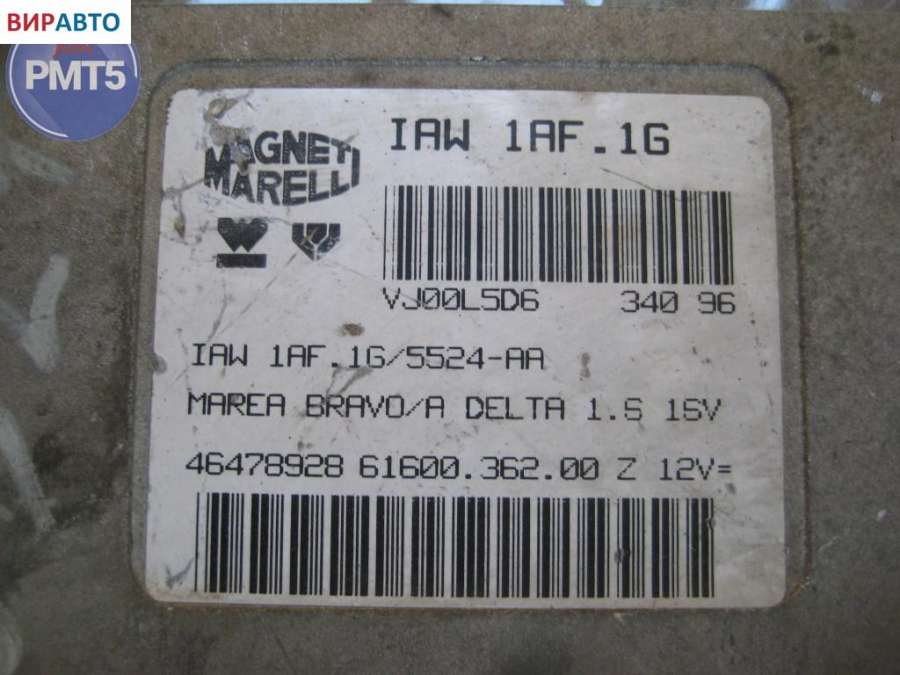 ВИРАВТО
PMT5
MAGNETI
MARELLI
IAW 1AF.1G
VJ00L5D6 340 96
IAW 1AF.1G/5524-AA
MAREA BRAVO/A DELTA 1.6 16V
46478928 61600.362.00 Z 12V=